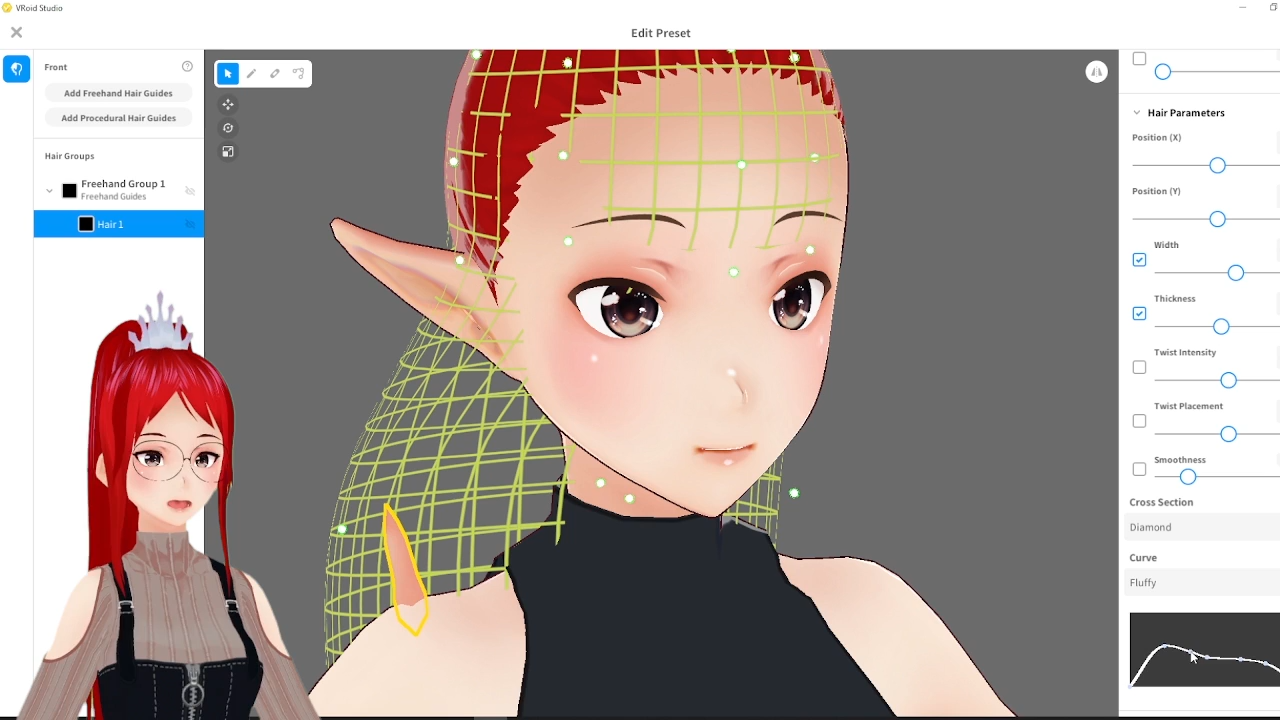 VRoid Studio
Edit Preset
Front
Add Freehand Hair Guides
Add Procedural Hair Guides
Hair Groups
Freehand Group 1
Freehand Guides
Hair 1
Hair Parameters
Position (X)
Position (Y)
Width
Thickness
Twist Intensity
Twist Placement
Smoothness
Cross Section
Diamond
Curve
Fluffy